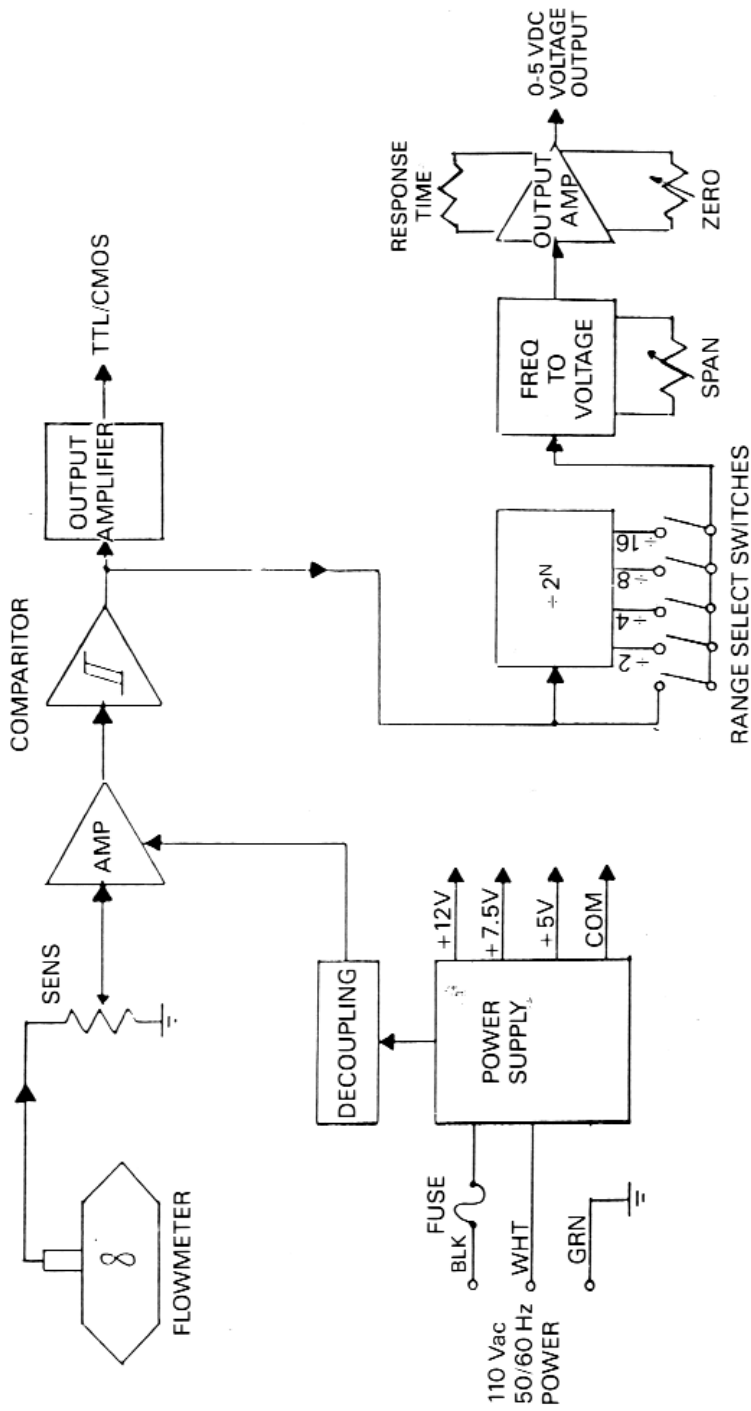 FLOWMETER
SENS
AMP
COMPARITOR
OUTPUT
AMPLIFIER
TTL/CMOS
110 Vac
50/60 Hz
POWER
BLK
FUSE
WHT
GRN
DECOUPLING
POWER
SUPPLY
+12V
+7.5V
+5V
COM
÷2ᴺ
÷2
÷4
÷8
÷16
RANGE SELECT SWITCHES
FREQ
TO
VOLTAGE
SPAN
RESPONSE
TIME
OUTPUT
AMP
ZERO
0-5 VDC
VOLTAGE
OUTPUT